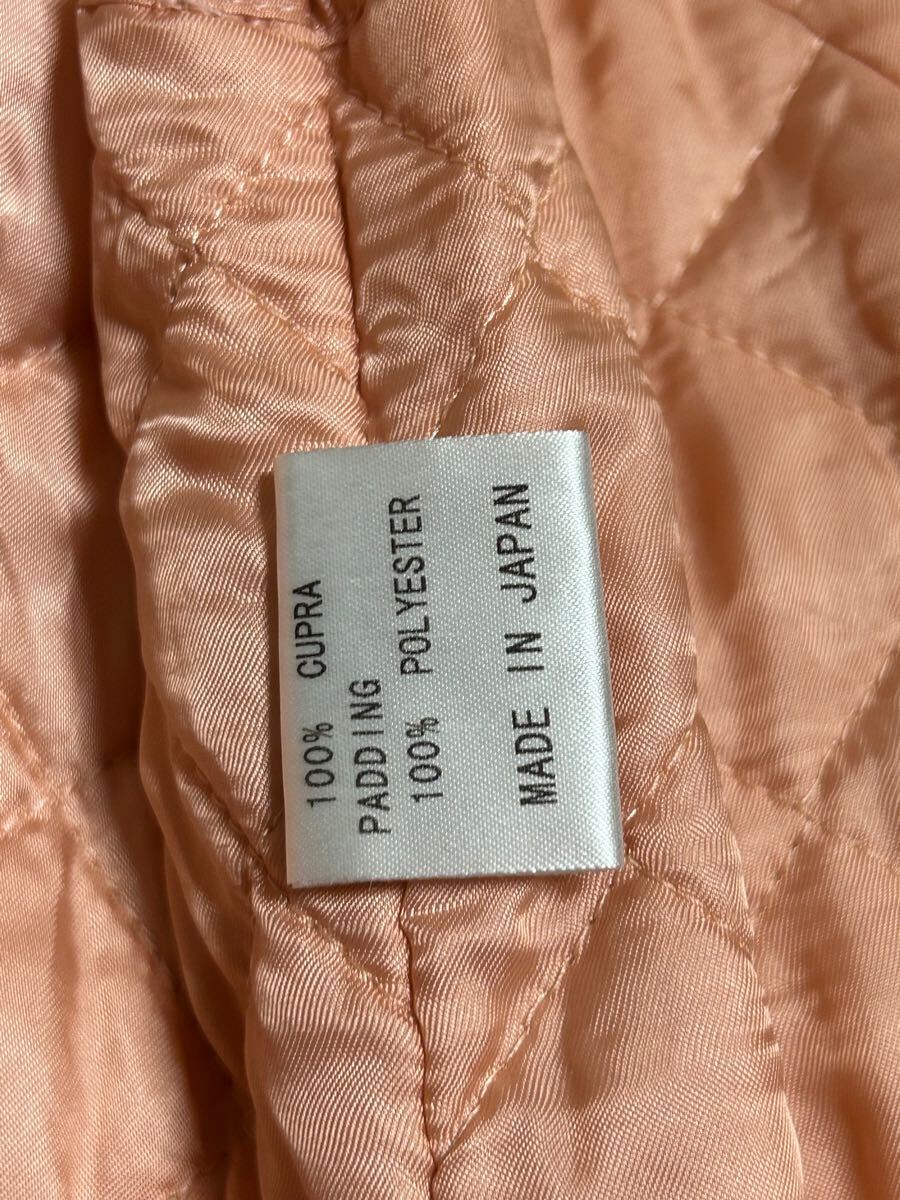 100% CUPRA
PADDING
100% POLYESTER
MADE IN JAPAN